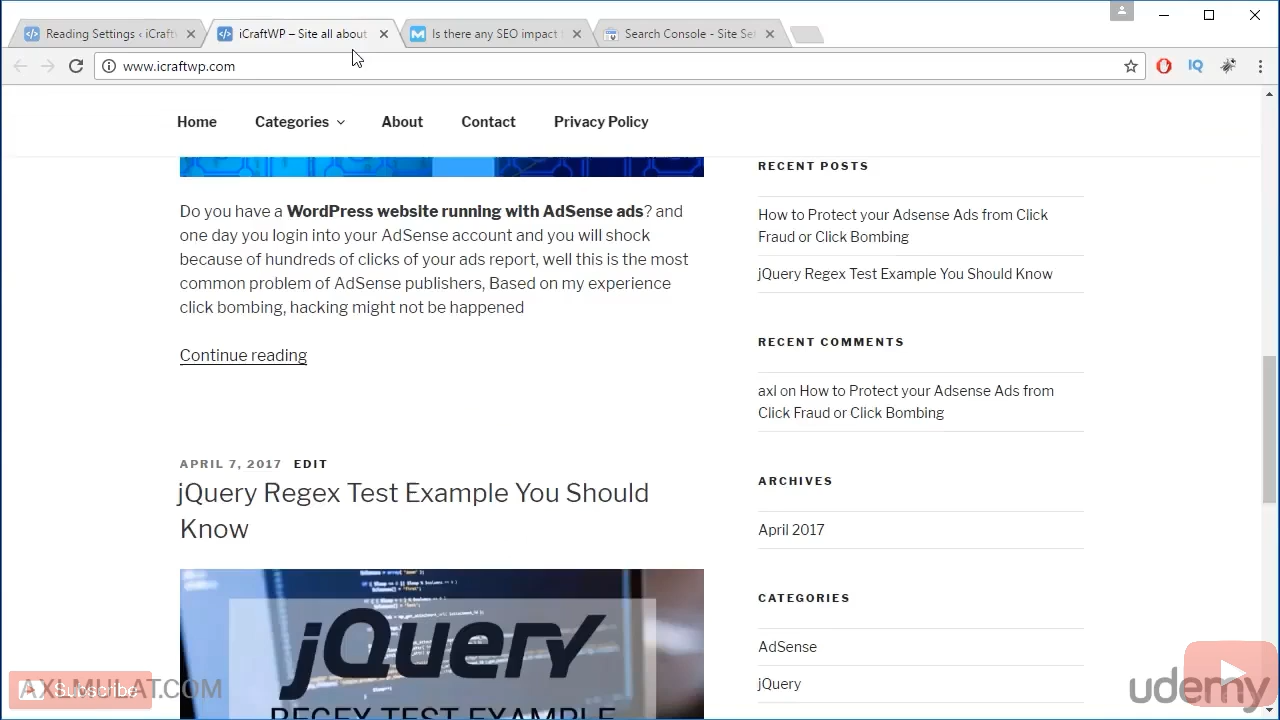 Reading Settings ‹ iCraft
iCraftWP – Site all about
Is there any SEO impact
Search Console - Site Set
www.icraftwp.com
IQ
Home
Categories
About
Contact
Privacy Policy
Do you have a WordPress website running with AdSense ads? and
one day you login into your AdSense account and you will shock
because of hundreds of clicks of your ads report, well this is the most
common problem of AdSense publishers, Based on my experience
click bombing, hacking might not be happened
Continue reading
APRIL 7, 2017 EDIT
jQuery Regex Test Example You Should
Know
jQuery
REGEX TEST EXAMPLE
RECENT POSTS
How to Protect your Adsense Ads from Click
Fraud or Click Bombing
jQuery Regex Test Example You Should Know
RECENT COMMENTS
axl on How to Protect your Adsense Ads from
Click Fraud or Click Bombing
ARCHIVES
April 2017
CATEGORIES
AdSense
jQuery
AXLMULAT.COM
Subscribe
udemy